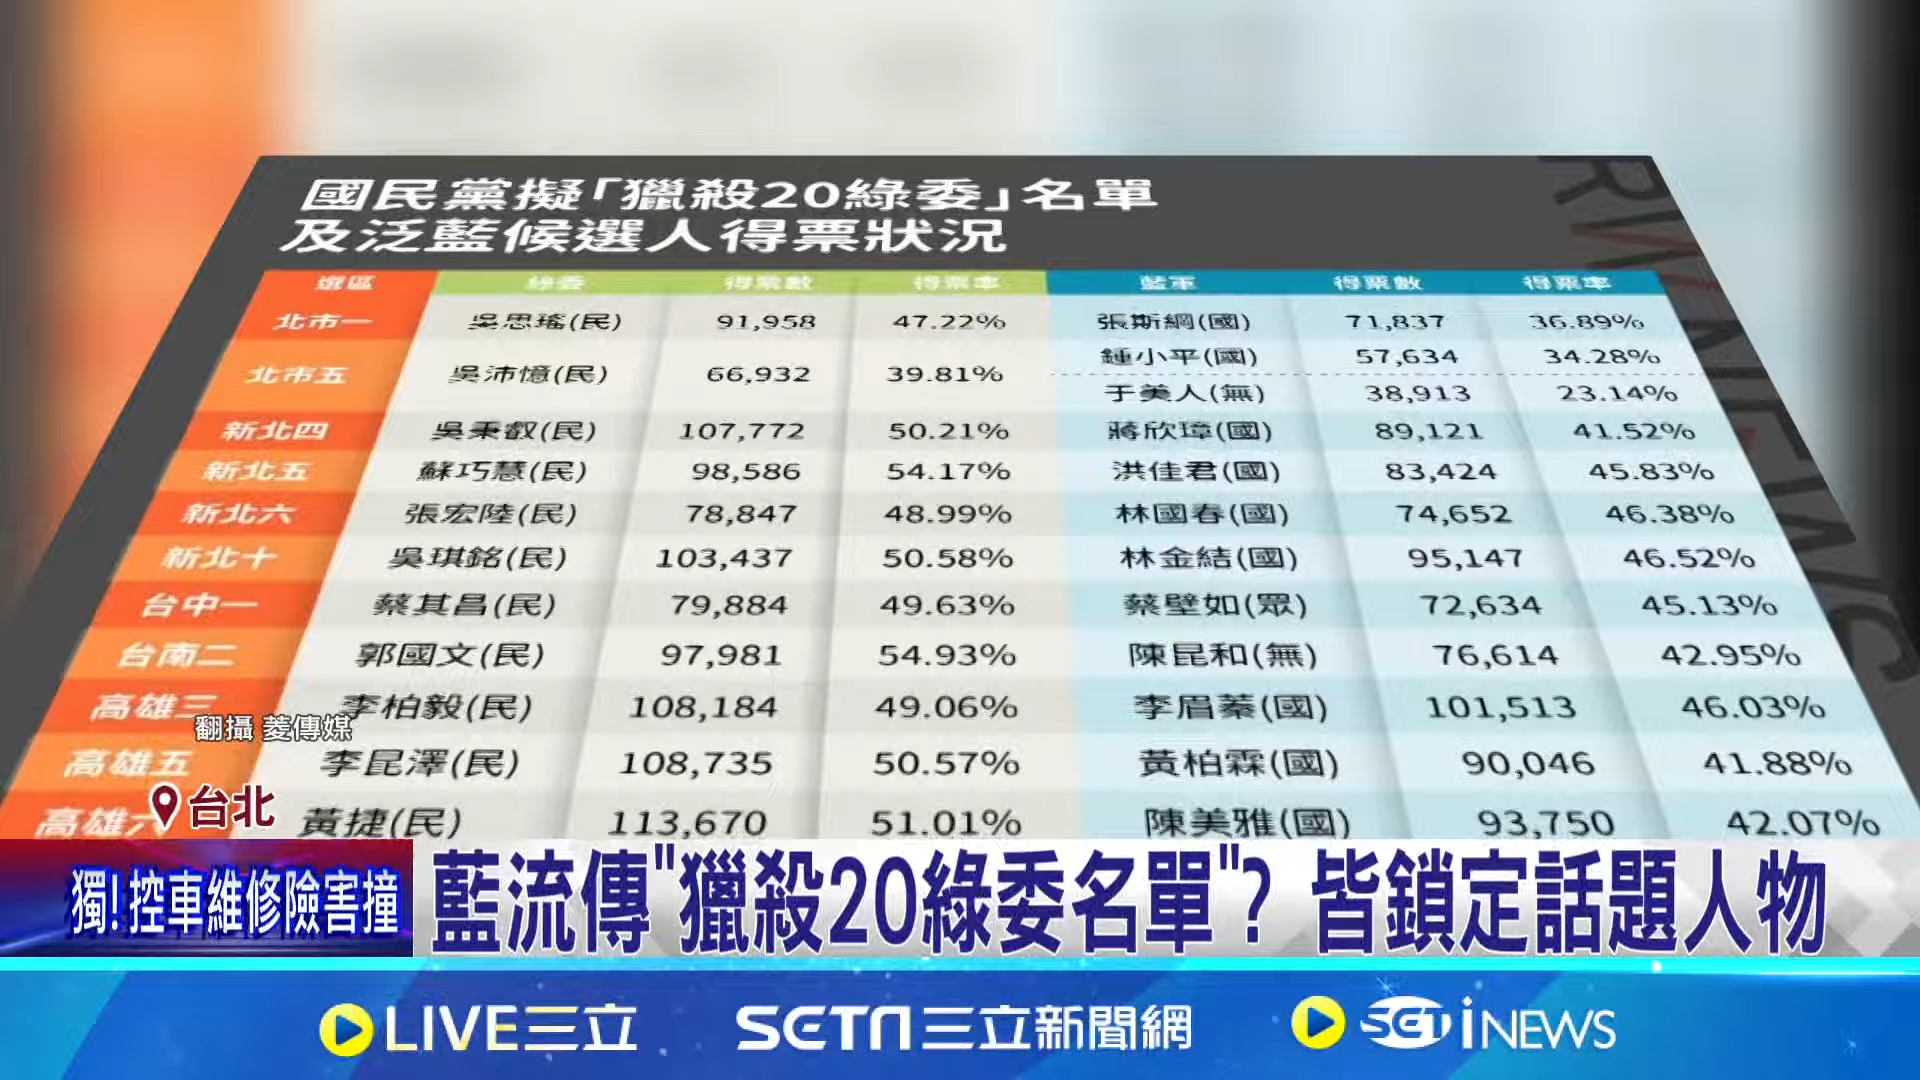 國民黨擬「獵殺20綠委」名單
及泛藍候選人得票狀況
選區 綠委 得票數 得票率 藍軍 得票數 得票率
北市一 吳思瑤(民) 91,958 47.22% 張斯綱(國) 71,837 36.89%
北市五 吳沛憶(民) 66,932 39.81% 鍾小平(國) 57,634 34.28%
于美人(無) 38,913 23.14%
新北四 吳秉叡(民) 107,772 50.21% 蔣欣璋(國) 89,121 41.52%
新北五 蘇巧慧(民) 98,586 54.17% 洪佳君(國) 83,424 45.83%
新北六 張宏陸(民) 78,847 48.99% 林國春(國) 74,652 46.38%
新北十 吳琪銘(民) 103,437 50.58% 林金結(國) 95,147 46.52%
台中一 蔡其昌(民) 79,884 49.63% 蔡壁如(眾) 72,634 45.13%
台南二 郭國文(民) 97,981 54.93% 陳昆和(無) 76,614 42.95%
高雄三 李柏毅(民) 108,184 49.06% 李眉蓁(國) 101,513 46.03%
翻攝 菱傳媒
高雄五 李昆澤(民) 108,735 50.57% 黃柏霖(國) 90,046 41.88%
高雄六 黃捷(民) 113,670 51.01% 陳美雅(國) 93,750 42.07%
台北
獨!控車維修險害撞
藍流傳"獵殺20綠委名單"? 皆鎖定話題人物
LIVE三立 SETN三立新聞網 SET iNEWS